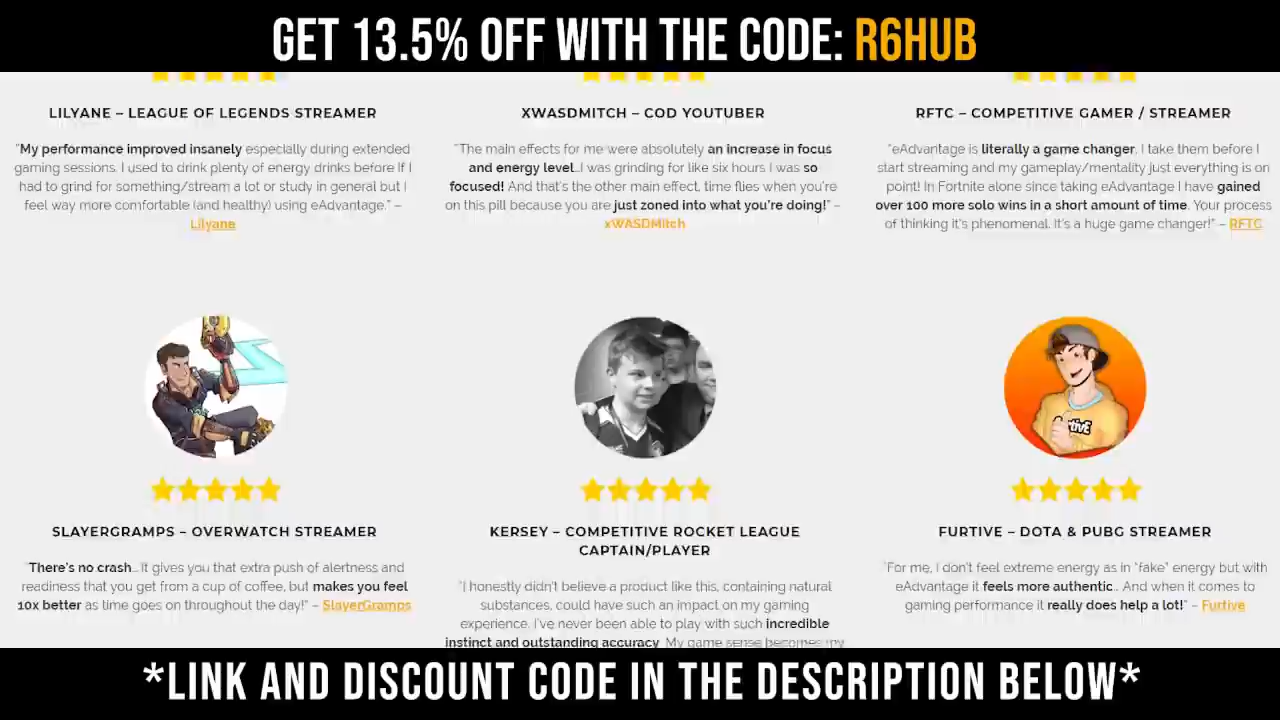 GET 13.5% OFF WITH THE CODE: R6HUB
LILYANE – LEAGUE OF LEGENDS STREAMER
"My performance improved insanely especially during extended
gaming sessions. I used to drink plenty of energy drinks before if I
had to grind for something/stream a lot or study in general but I
feel way more comfortable (and healthy) using eAdvantage." –
Lilyane
XWASDMITCH – COD YOUTUBER
"The main effects for me were absolutely an increase in focus
and energy level…I was grinding for like six hours I was so
focused! And that's the other main effect, time flies when you're
on this pill because you are just zoned into what you're doing!" –
xWASDMitch
RFTC – COMPETITIVE GAMER / STREAMER
"eAdvantage is literally a game changer, I take them before I
start streaming and my gameplay/mentality just everything is on
point! In Fortnite alone since taking eAdvantage I have gained
over 100 more solo wins in a short amount of time. Your process
of thinking it's phenomenal. It's a huge game changer!" – RFTC
SLAYERGRAMPS – OVERWATCH STREAMER
"There's no crash… it gives you that extra push of alertness and
readiness that you get from a cup of coffee, but makes you feel
10x better as time goes on throughout the day!" – SlayerGramps
KERSEY – COMPETITIVE ROCKET LEAGUE
CAPTAIN/PLAYER
"I honestly didn't believe a product like this, containing natural
substances, could have such an impact on my gaming
experience. I've never been able to play with such incredible
instinct and outstanding accuracy. My game sense becomes my
FURTIVE – DOTA & PUBG STREAMER
"For me, I don't feel extreme energy as in "fake" energy but with
eAdvantage it feels more authentic… And when it comes to
gaming performance it really does help a lot!" – Furtive
*LINK AND DISCOUNT CODE IN THE DESCRIPTION BELOW*